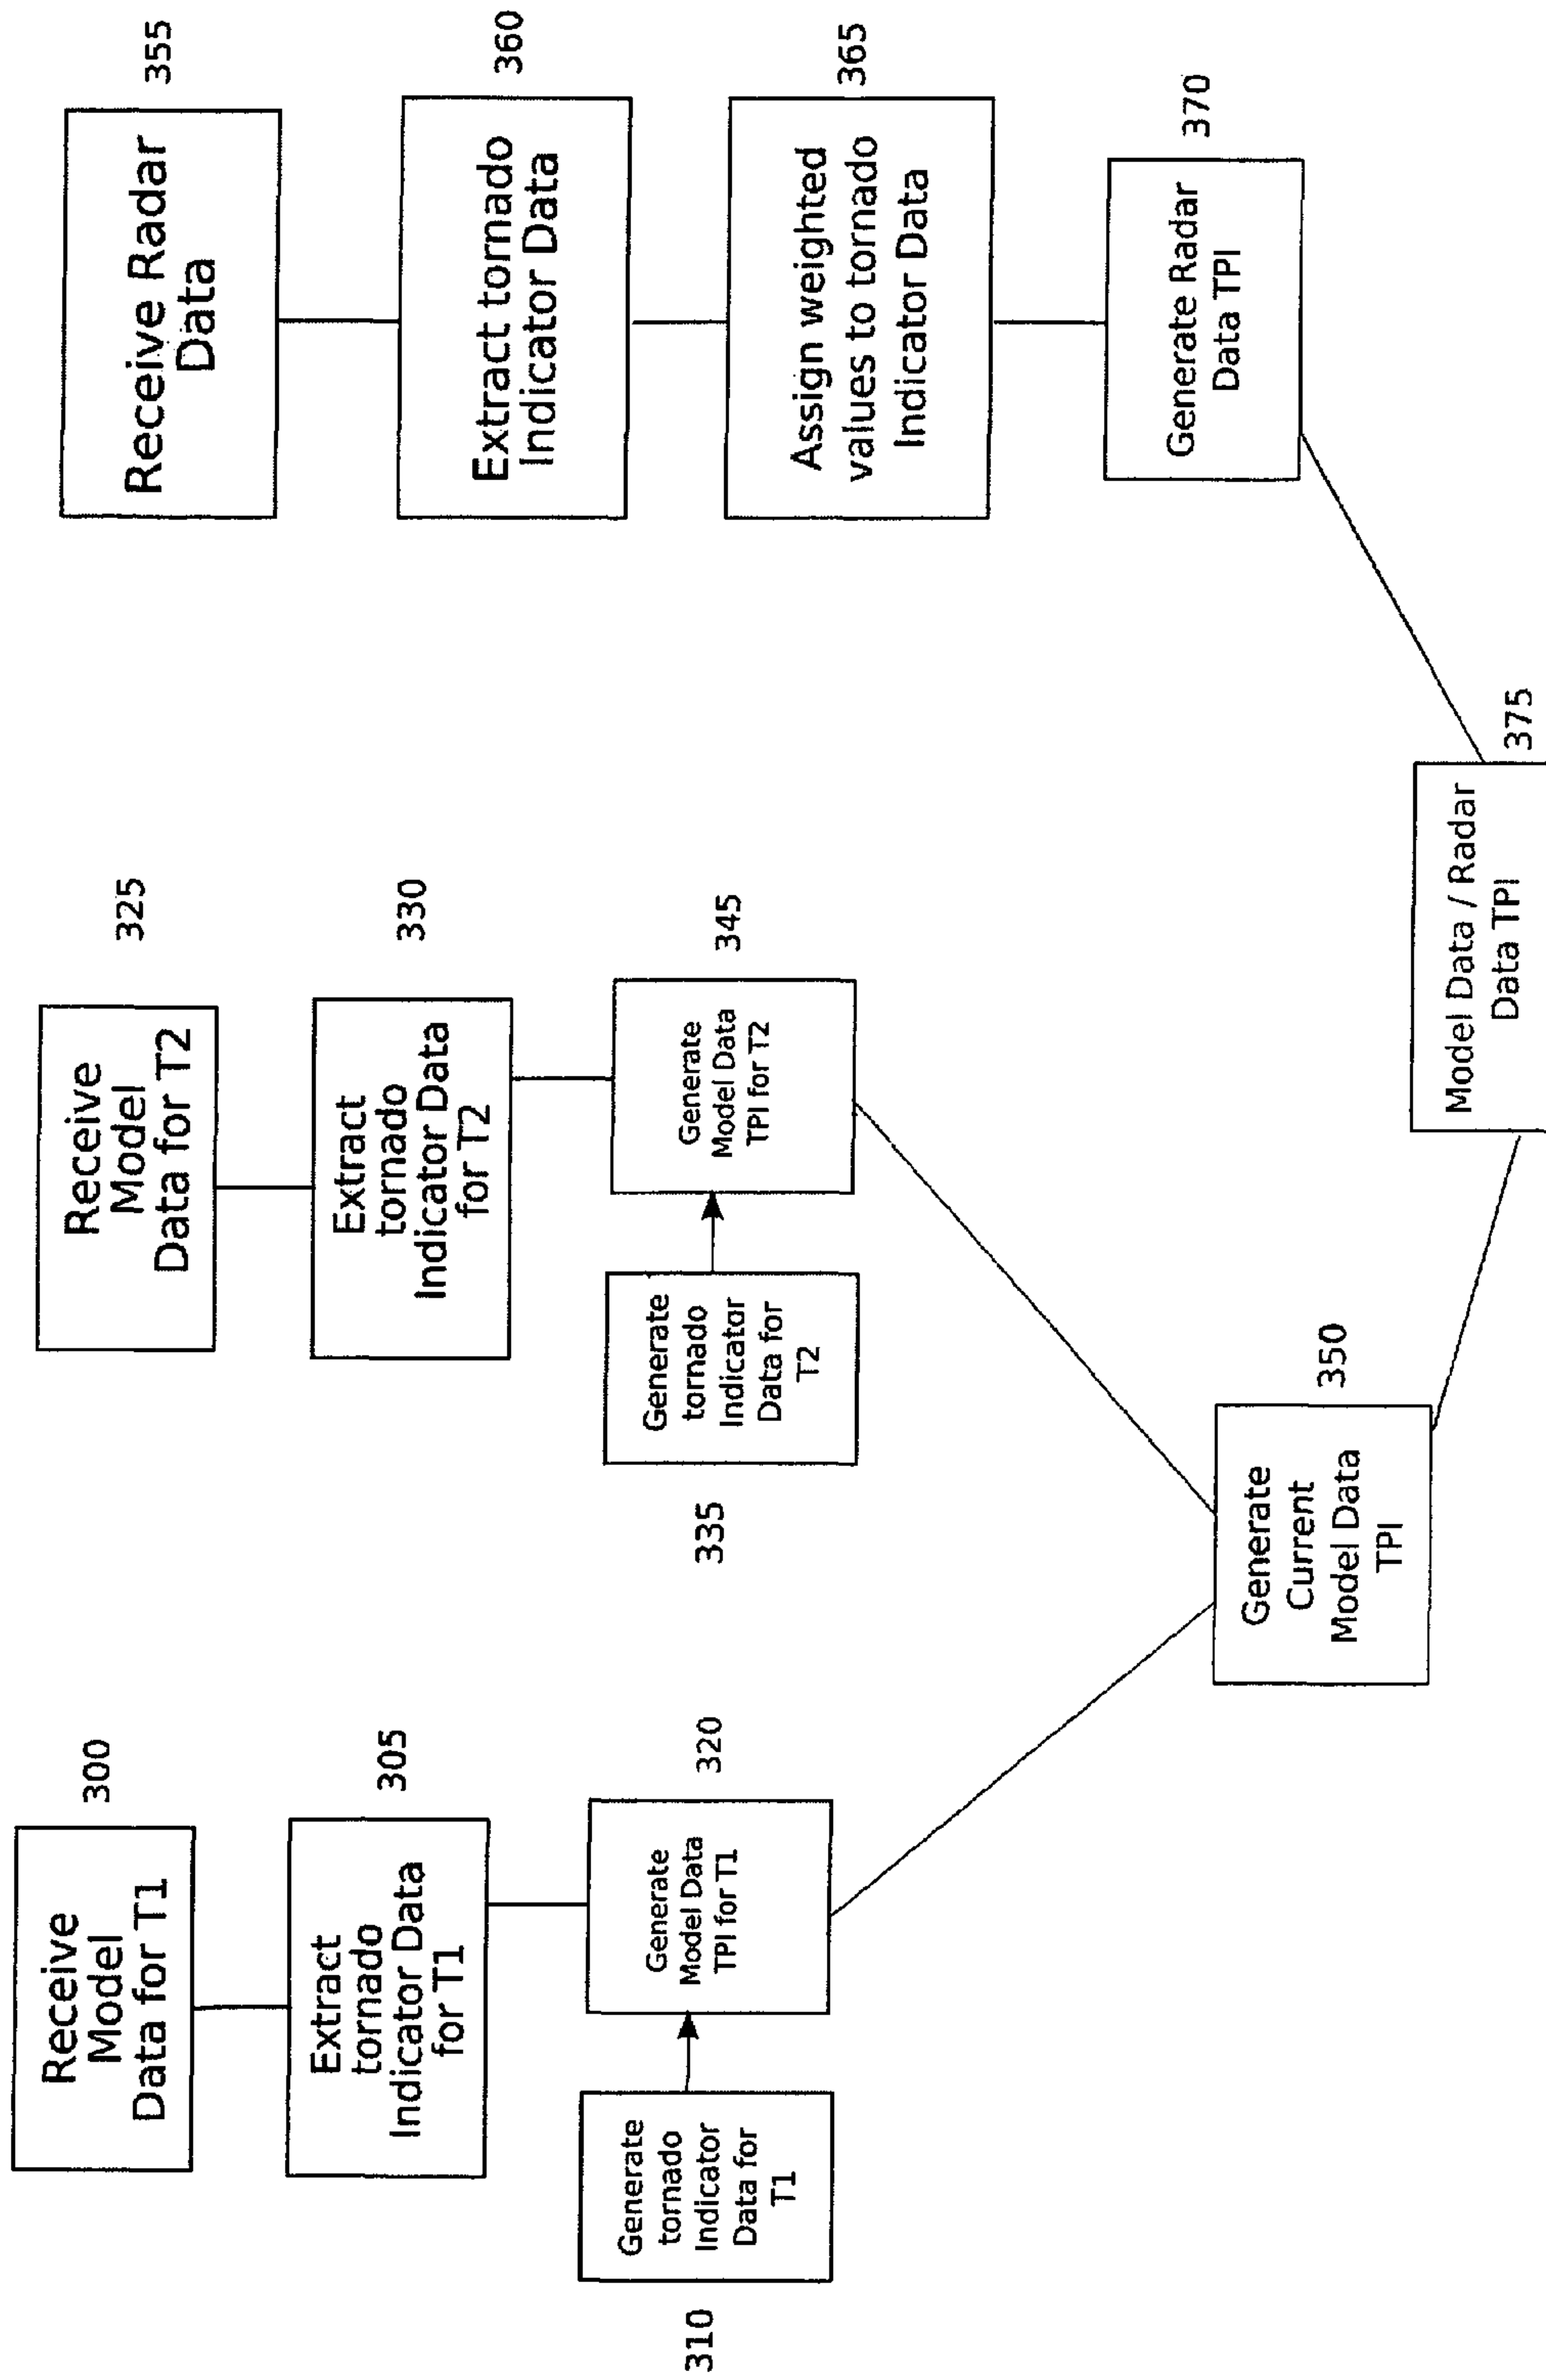 300
Receive
Model
Data for T1
305
Extract
tornado
Indicator Data
for T1
310
Generate
tornado
Indicator
Data for
T1
320
Generate
Model Data
TPI for T1
325
Receive
Model
Data for T2
330
Extract
tornado
Indicator Data
for T2
335
Generate
tornado
Indicator
Data for
T2
345
Generate
Model Data
TPI for T2
350
Generate
Current
Model Data
TPI
355
Receive Radar
Data
360
Extract tornado
Indicator Data
365
Assign weighted
values to tornado
Indicator Data
370
Generate Radar
Data TPI
375
Model Data / Radar
Data TPI